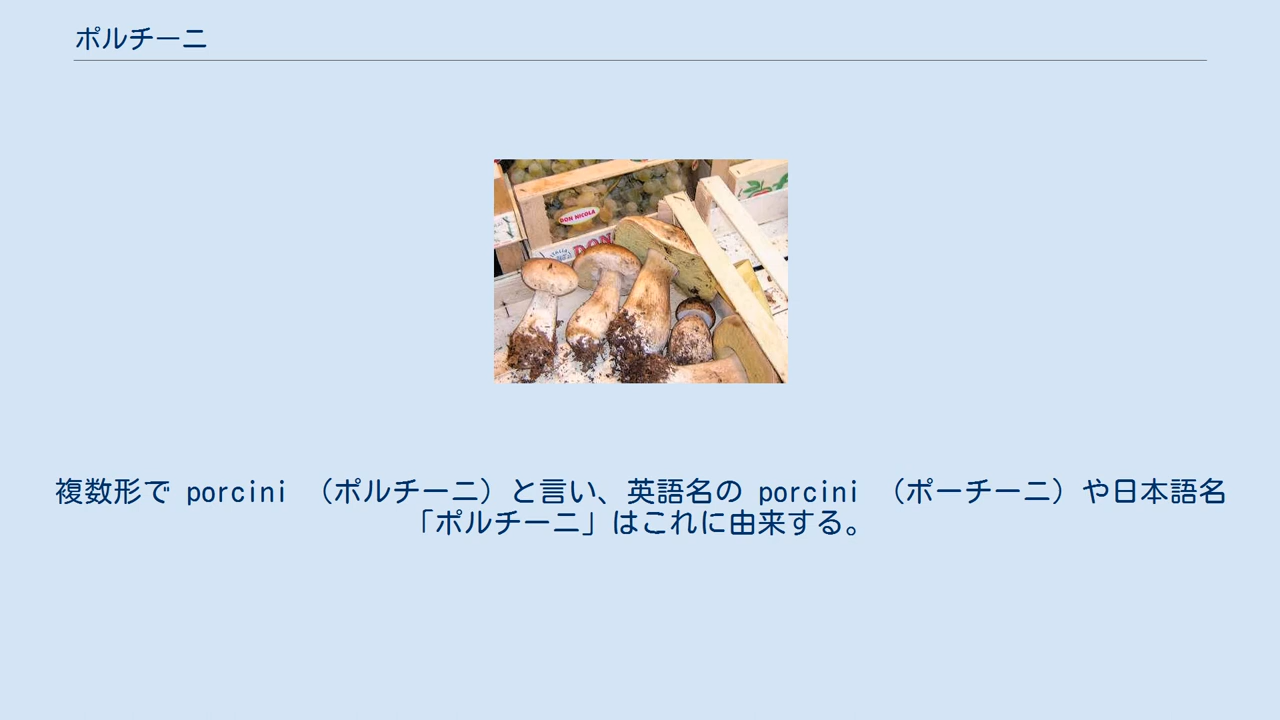 ポルチーニ
DON NICOLA
DON
複数形で porcini （ポルチーニ）と言い、英語名の porcini （ポーチーニ）や日本語名
「ポルチーニ」はこれに由来する。